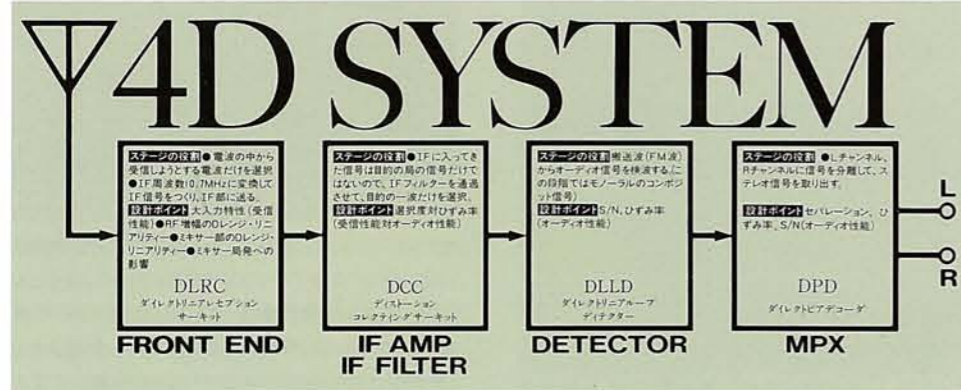 4D SYSTEM
ステージの役割●電波の中から
受信しようとする電波だけを選択
●IF周波数10.7MHzに変換して
IF信号をつくり、IF部に送る。
設計ポイント大入力特性(受信
性能)●RF増幅のDレンジ・リニ
アリティー●ミキサー部のDレンジ・
リニアリティー●ミキサー局発への
影響
DLRC
ダイレクトリニアレセプション
サーキット
FRONT END
ステージの役割●IFに入ってき
た信号は目的の局の信号だけで
はないので、IFフィルターを通過
させて、目的の一波だけを選択。
設計ポイント選択度対ひずみ率
(受信性能対オーディオ性能)
DCC
ディストーション
コレクティングサーキット
IF AMP
IF FILTER
ステージの役割搬送波(FM波)
からオーディオ信号を検波する。(こ
の段階ではモノーラルのコンポジ
ット信号)
設計ポイントS/N、ひずみ率
(オーディオ性能)
DLLD
ダイレクトリニアループ
ディテクター
DETECTOR
ステージの役割●Lチャンネル、
Rチャンネルに信号を分離して、ス
テレオ信号を取り出す。
設計ポイントセパレーション、ひ
ずみ率、S/N(オーディオ性能)
DPD
ダイレクトピアデコーダ
MPX
L
R